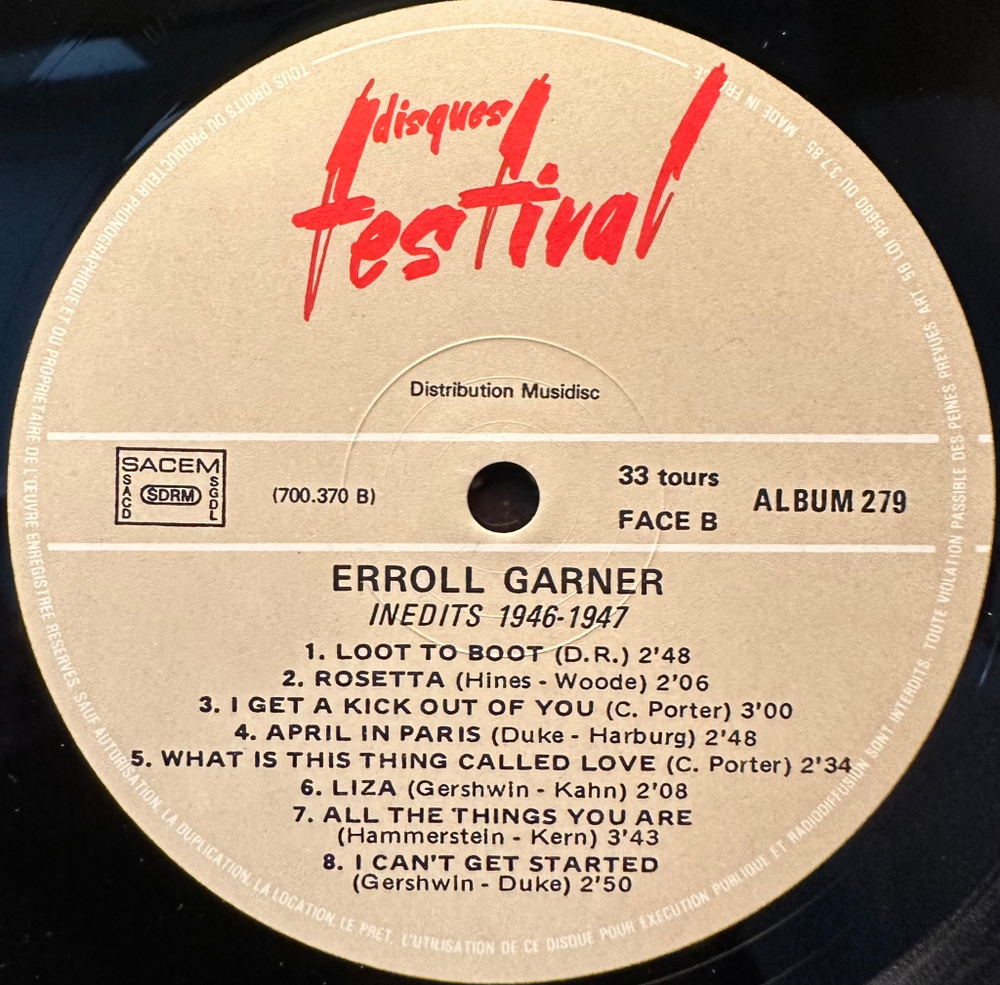 disques
festival
Distribution Musidisc
SACEM
SACD
SDRM
SGDL
(700.370 B)
33 tours
FACE B
ALBUM 279
ERROLL GARNER
INEDITS 1946-1947
1. LOOT TO BOOT (D.R.) 2'48
2. ROSETTA (Hines - Woode) 2'06
3. I GET A KICK OUT OF YOU (C. Porter) 3'00
4. APRIL IN PARIS (Duke - Harburg) 2'48
5. WHAT IS THIS THING CALLED LOVE (C. Porter) 2'34
6. LIZA (Gershwin - Kahn) 2'08
7. ALL THE THINGS YOU ARE
(Hammerstein - Kern) 3'43
8. I CAN'T GET STARTED
(Gershwin - Duke) 2'50
TOUS DROITS DU PRODUCTEUR PHONOGRAPHIQUE ET DU PROPRIETAIRE DE L'ŒUVRE ENREGISTREE RESERVES. SAUF AUTORISATION, LA DUPLICATION, LA LOCATION, LE PRET, L'UTILISATION DE CE DISQUE POUR EXECUTION PUBLIQUE ET RADIODIFFUSION SONT INTERDITS. TOUTE VIOLATION PASSIBLE DES PEINES PREVUES ART. 56 LOI 85660 DU 3.7.85 MADE IN